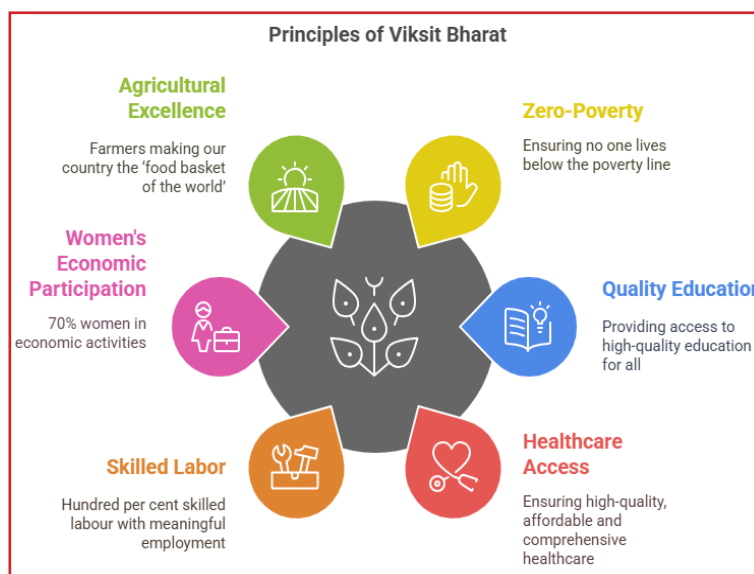 Principles of Viksit Bharat
Agricultural
Excellence
Farmers making our
country the ‘food basket
of the world’
Zero-Poverty
Ensuring no one lives
below the poverty line
Women's
Economic
Participation
70% women in
economic activities
Quality Education
Providing access to
high-quality education
for all
Skilled Labor
Hundred per cent skilled
labour with meaningful
employment
Healthcare
Access
Ensuring high-quality,
affordable and
comprehensive
healthcare